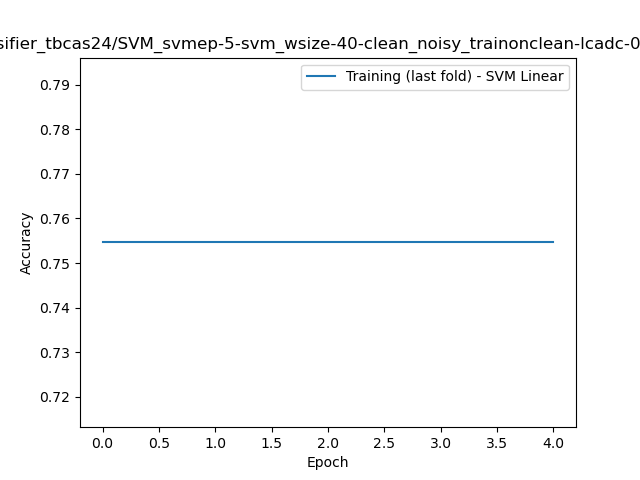 sifier_tbcas24/SVM_svmep-5-svm_wsize-40-clean_noisy_trainonclean-lcadc-0
Training (last fold) - SVM Linear
Accuracy
0.79
0.78
0.77
0.76
0.75
0.74
0.73
0.72
0.0 0.5 1.0 1.5 2.0 2.5 3.0 3.5 4.0
Epoch